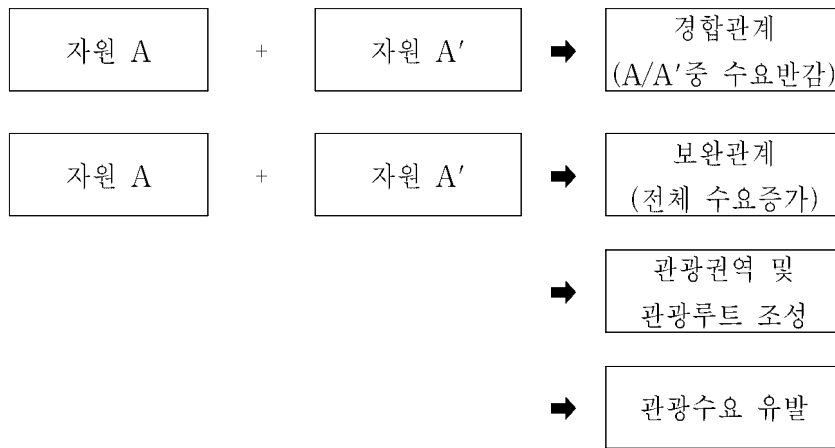 자원 A + 자원 A′ ➡ 경합관계
(A/A′중 수요반감)
자원 A + 자원 A′ ➡ 보완관계
(전체 수요증가)
➡ 관광권역 및
관광루트 조성
➡ 관광수요 유발